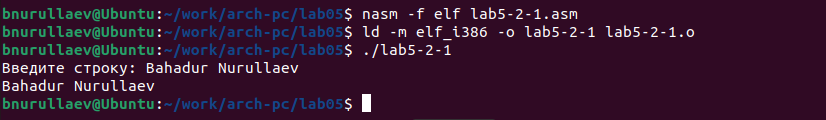 bnurullaev@Ubuntu:~/work/arch-pc/lab05$ nasm -f elf lab5-2-1.asm
bnurullaev@Ubuntu:~/work/arch-pc/lab05$ ld -m elf_i386 -o lab5-2-1 lab5-2-1.o
bnurullaev@Ubuntu:~/work/arch-pc/lab05$ ./lab5-2-1
Введите строку: Bahadur Nurullaev
Bahadur Nurullaev
bnurullaev@Ubuntu:~/work/arch-pc/lab05$